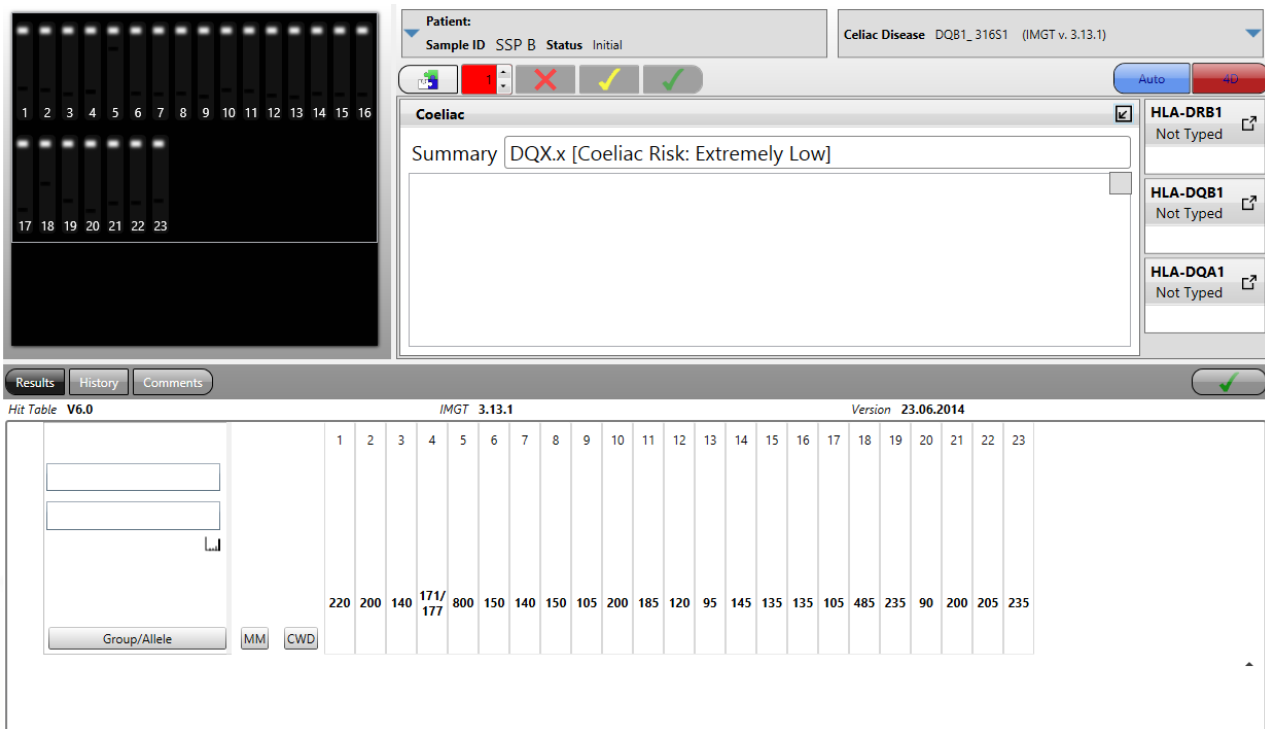 Patient:
Sample ID SSP B Status Initial
Celiac Disease DQB1_316S1 (IMGT v. 3.13.1)
1
Auto
4D
1 2 3 4 5 6 7 8 9 10 11 12 13 14 15 16
17 18 19 20 21 22 23
Coeliac
Summary DQX.x [Coeliac Risk: Extremely Low]
HLA-DRB1
Not Typed
HLA-DQB1
Not Typed
HLA-DQA1
Not Typed
Results History Comments
Hit Table V6.0 IMGT 3.13.1 Version 23.06.2014
1 2 3 4 5 6 7 8 9 10 11 12 13 14 15 16 17 18 19 20 21 22 23
220 200 140 171/177 800 150 140 150 105 200 185 120 95 145 135 135 105 485 235 90 200 205 235
Group/Allele MM CWD